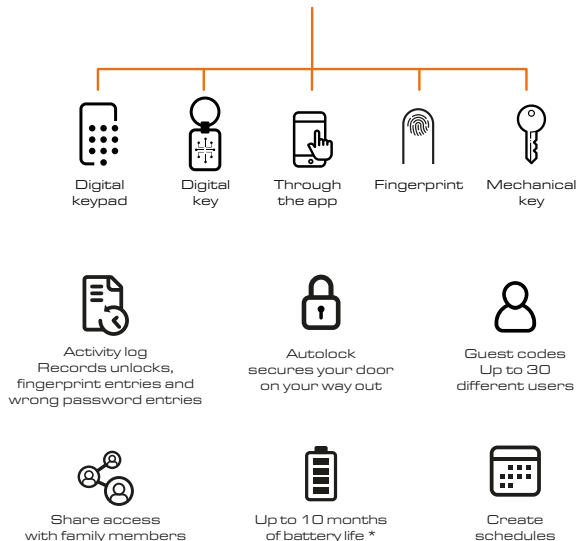 Digital
keypad
Digital
key
Through
the app
Fingerprint
Mechanical
key
Activity log
Records unlocks,
fingerprint entries and
wrong password entries
Autolock
secures your door
on your way out
Guest codes
Up to 30
different users
Share access
with family members
Up to 10 months
of battery life *
Create
schedules